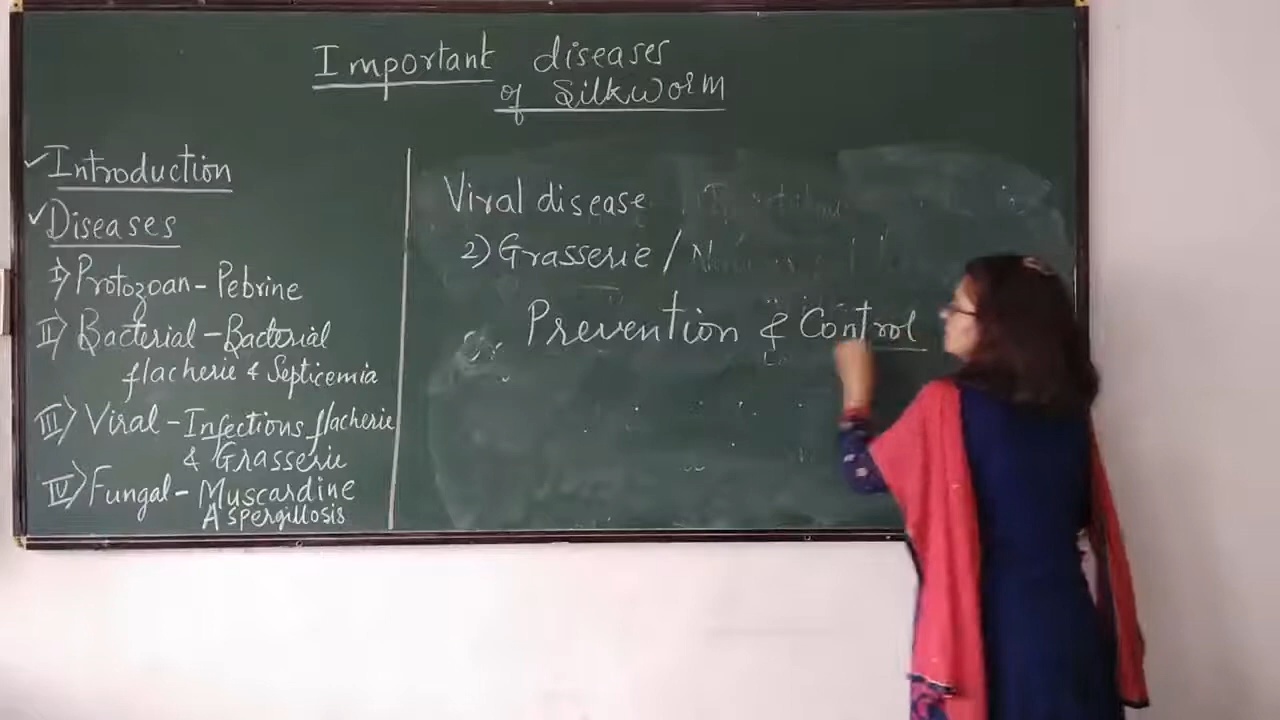 Important diseases
of Silkworm
✓Introduction
✓Diseases
I) Protozoan - Pebrine
II) Bacterial - Bacterial
flacherie & Septicemia
III) Viral - Infections flacherie
& Grasserie
IV) Fungal - Muscardine
Aspergillosis
Viral disease
2) Grasserie /
Prevention & Control